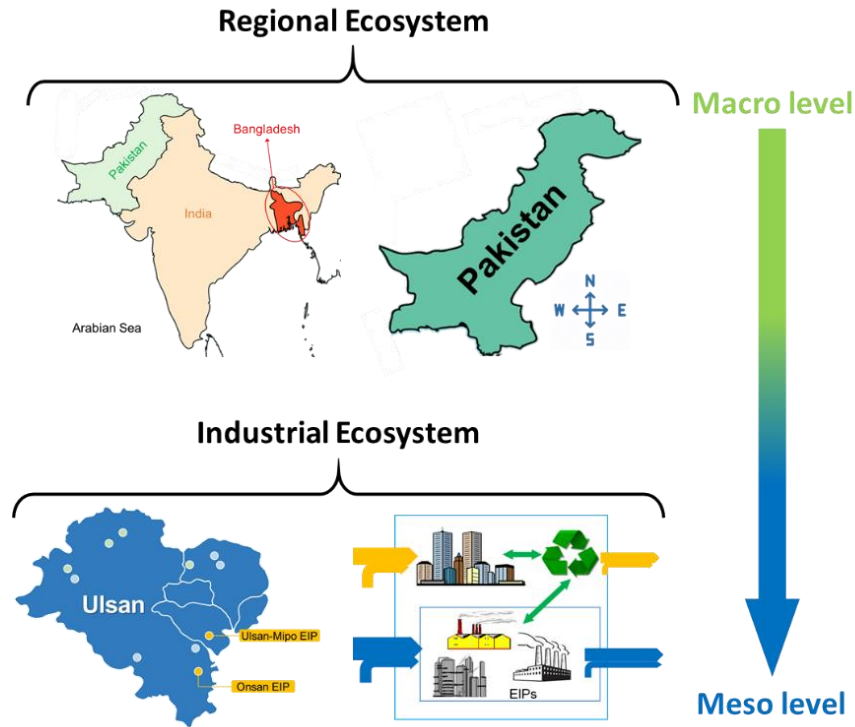 Regional Ecosystem
Macro level
Bangladesh
Pakistan
India
Arabian Sea
Pakistan
N
W E
S
Industrial Ecosystem
Ulsan
Ulsan-Mipo EIP
Onsan EIP
EIPs
Meso level